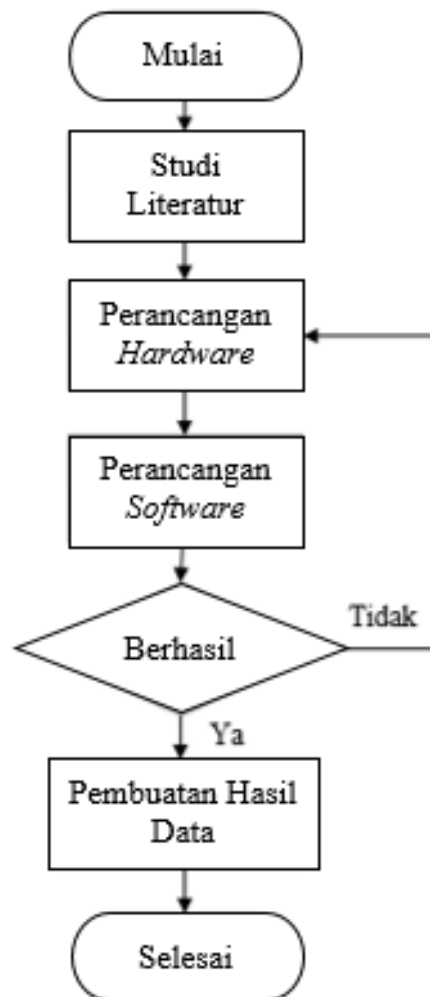 Mulai
Studi
Literatur
Perancangan
Hardware
Perancangan
Software
Berhasil
Tidak
Ya
Pembuatan Hasil
Data
Selesai